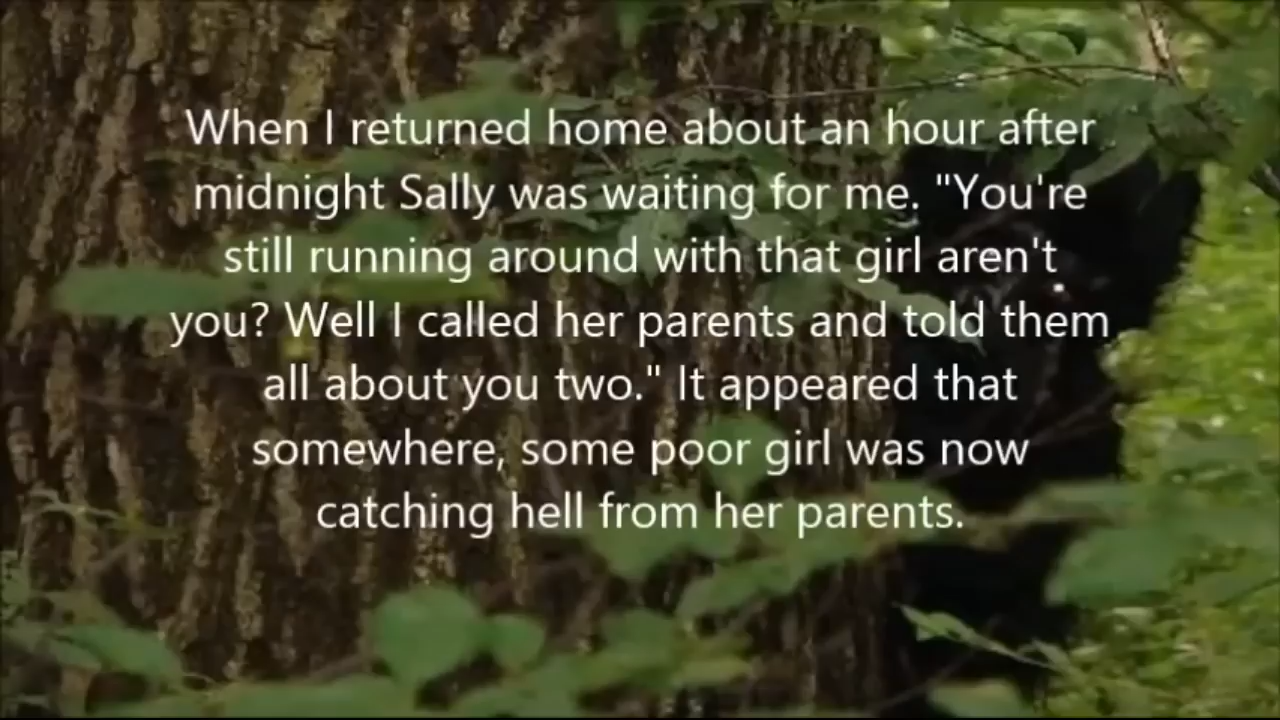 When I returned home about an hour after
midnight Sally was waiting for me. "You're
still running around with that girl aren't
you? Well I called her parents and told them
all about you two." It appeared that
somewhere, some poor girl was now
catching hell from her parents.